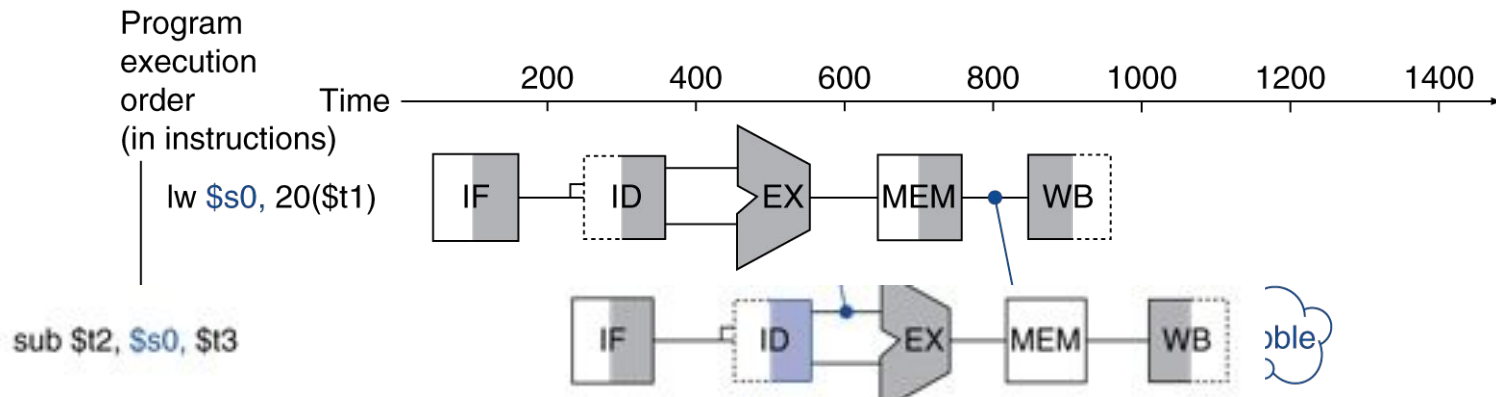 Program
execution
order
(in instructions)
Time
200 400 600 800 1000 1200 1400
lw $s0, 20($t1)
IF ID EX MEM WB
sub $t2, $s0, $t3
IF ID EX MEM WB